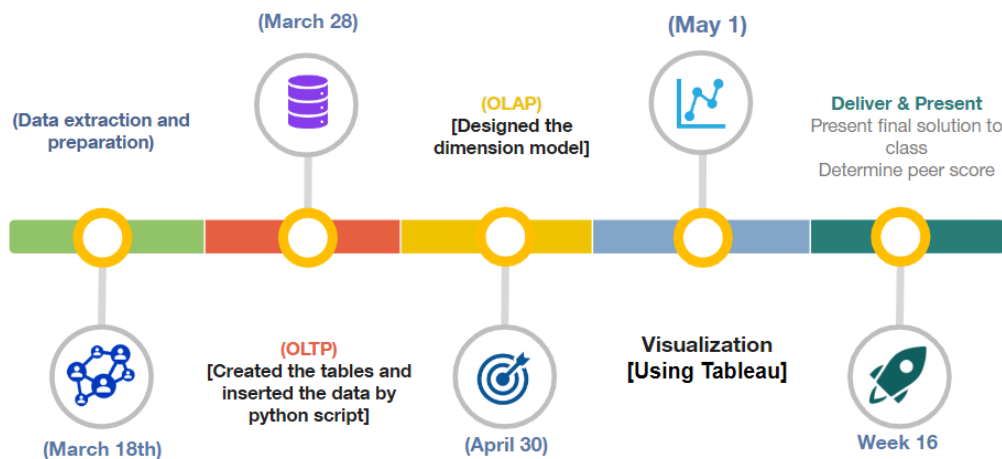 (Data extraction and
preparation)
(March 18th)
(March 28)
(OLTP)
[Created the tables and
inserted the data by
python script]
(OLAP)
[Designed the
dimension model]
(April 30)
(May 1)
Visualization
[Using Tableau]
Deliver & Present
Present final solution to
class
Determine peer score
Week 16